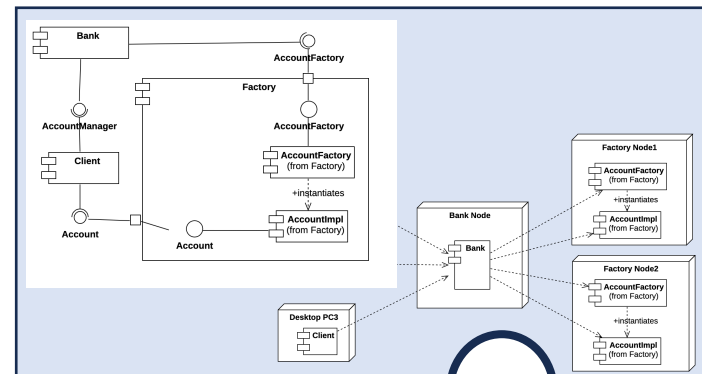 Bank
AccountFactory
Factory
AccountManager
AccountFactory
Client
AccountFactory
(from Factory)
+instantiates
AccountImpl
(from Factory)
Account
Account
Bank Node
Bank
Desktop PC3
Client
Factory Node1
AccountFactory
(from Factory)
+instantiates
AccountImpl
(from Factory)
Factory Node2
AccountFactory
(from Factory)
+instantiates
AccountImpl
(from Factory)